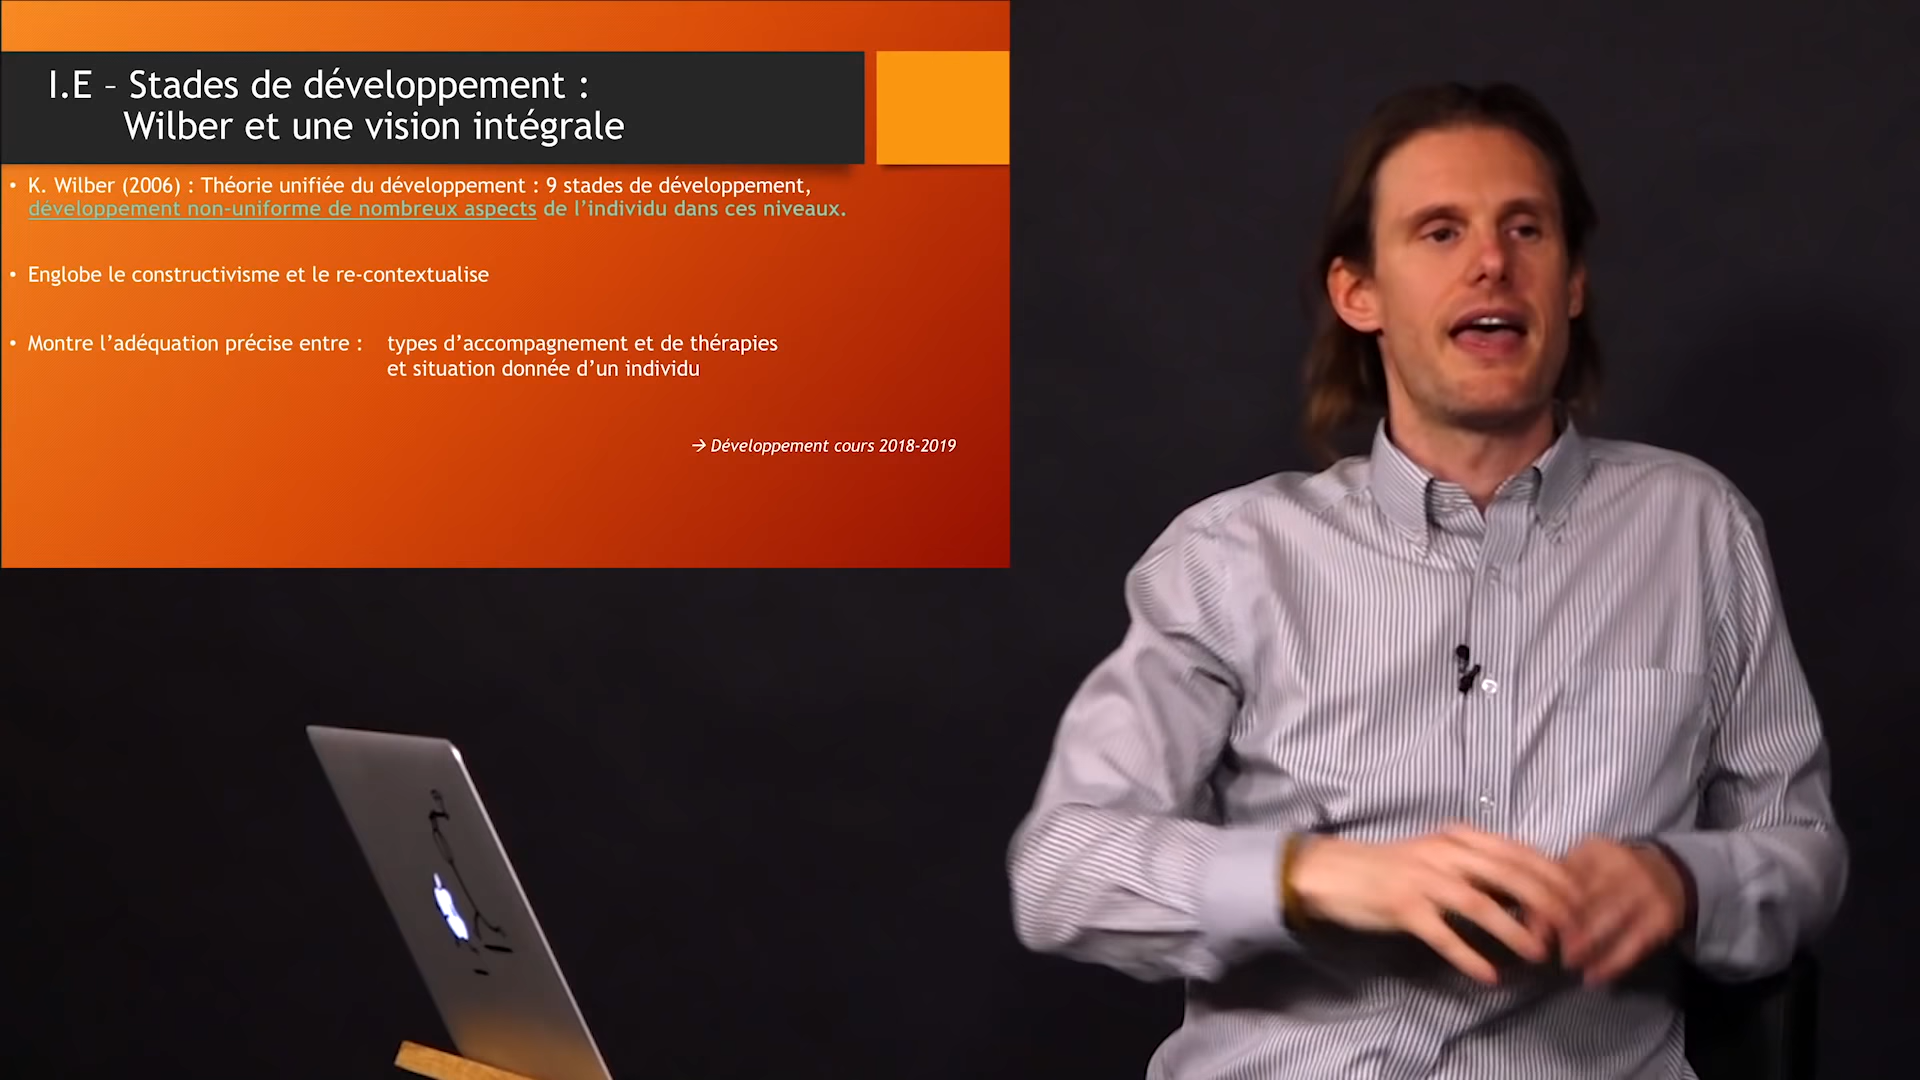 I.E – Stades de développement :
Wilber et une vision intégrale
• K. Wilber (2006) : Théorie unifiée du développement : 9 stades de développement,
développement non-uniforme de nombreux aspects de l’individu dans ces niveaux.
• Englobe le constructivisme et le re-contextualise
• Montre l’adéquation précise entre : types d’accompagnement et de thérapies
et situation donnée d’un individu
→ Développement cours 2018-2019